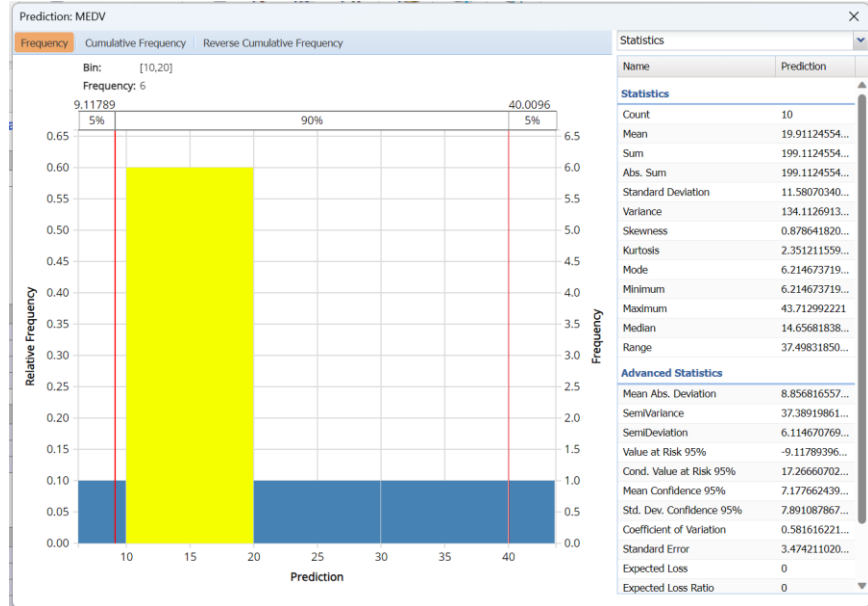 Prediction: MEDV
Frequency Cumulative Frequency Reverse Cumulative Frequency
Bin: [10,20]
Frequency: 6
9.11789 40.0096
5% 90% 5%
0.65 6.5
0.60 6.0
0.55 5.5
0.50 5.0
0.45 4.5
0.40 4.0
0.35 3.5
0.30 3.0
0.25 2.5
0.20 2.0
0.15 1.5
0.10 1.0
0.05 0.5
0.00 0.0
Relative Frequency
Frequency
10 15 20 25 30 35 40
Prediction
Statistics
Name Prediction
Statistics
Count 10
Mean 19.91124554...
Sum 199.1124554...
Abs. Sum 199.1124554...
Standard Deviation 11.58070340...
Variance 134.1126913...
Skewness 0.878641820...
Kurtosis 2.351211559...
Mode 6.214673719...
Minimum 6.214673719...
Maximum 43.712992221
Median 14.65681838...
Range 37.49831850...
Advanced Statistics
Mean Abs. Deviation 8.856816557...
SemiVariance 37.38919861...
SemiDeviation 6.114670769...
Value at Risk 95% -9.11789396...
Cond. Value at Risk 95% 17.26660702...
Mean Confidence 95% 7.177662439...
Std. Dev. Confidence 95% 7.891087867...
Coefficient of Variation 0.581616221...
Standard Error 3.474211020...
Expected Loss 0
Expected Loss Ratio 0